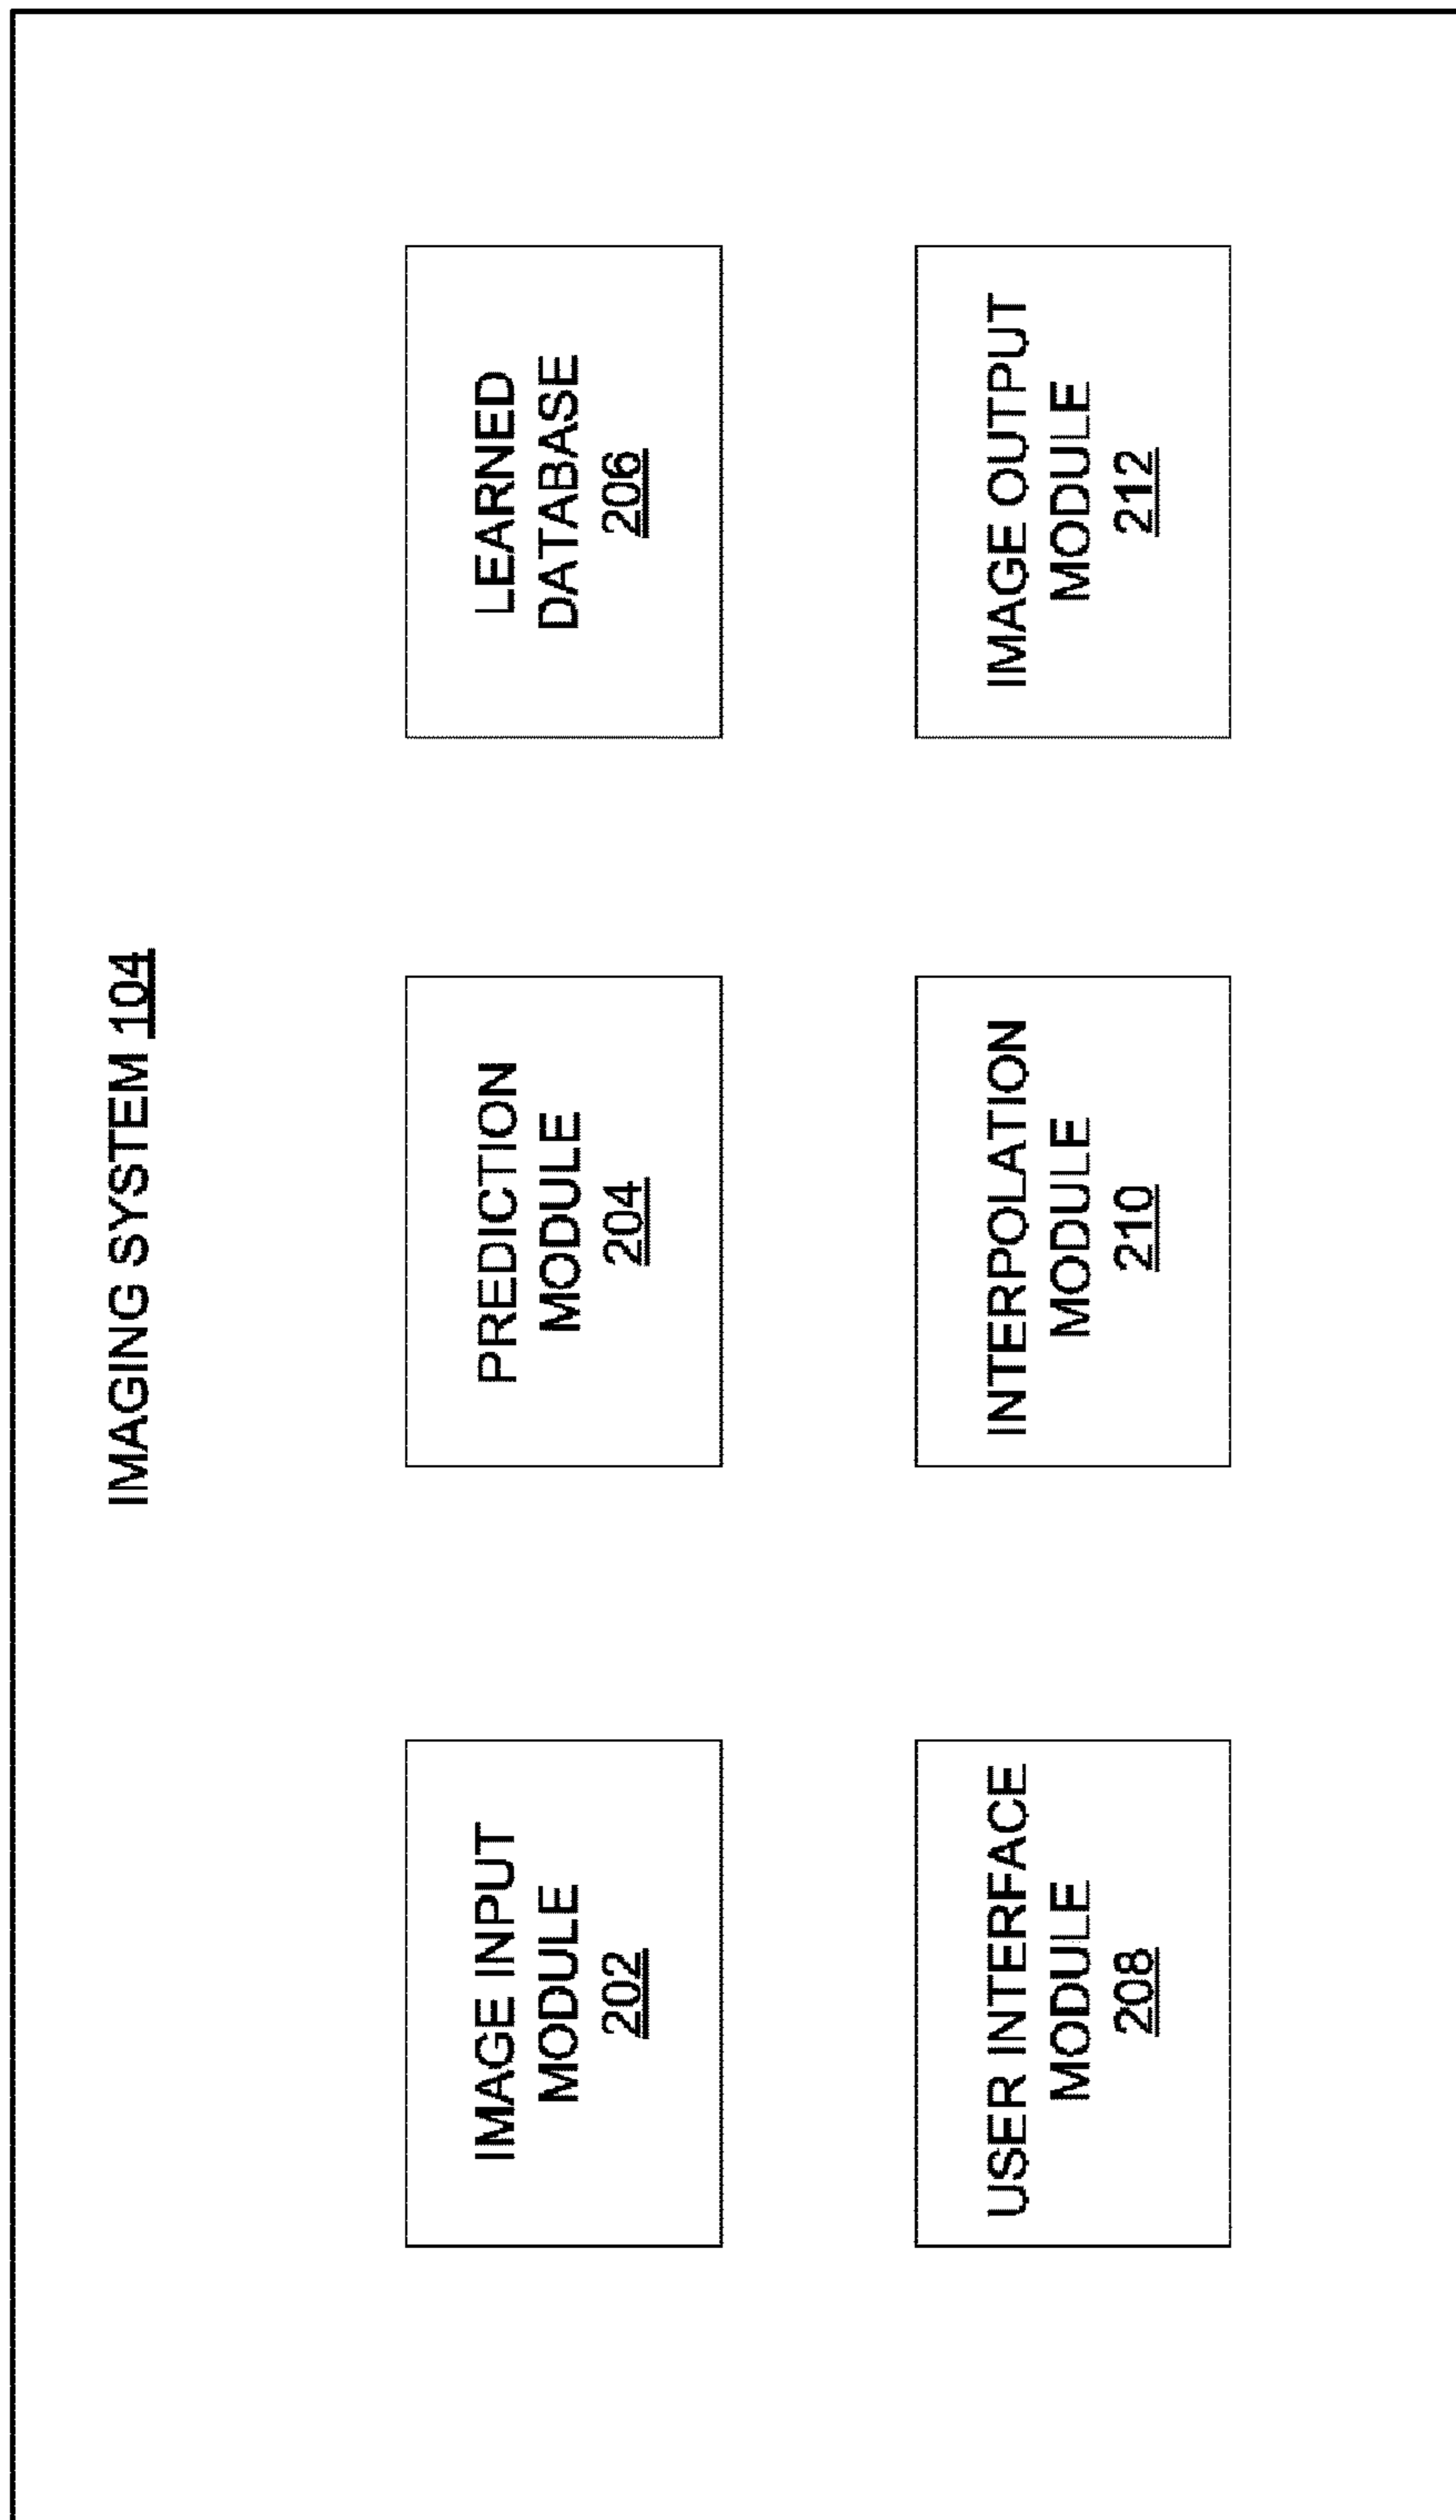 IMAGING SYSTEM 104
IMAGE INPUT
MODULE
202
PREDICTION
MODULE
204
LEARNED
DATABASE
206
USER INTERFACE
MODULE
208
INTERPOLATION
MODULE
210
IMAGE OUTPUT
MODULE
212